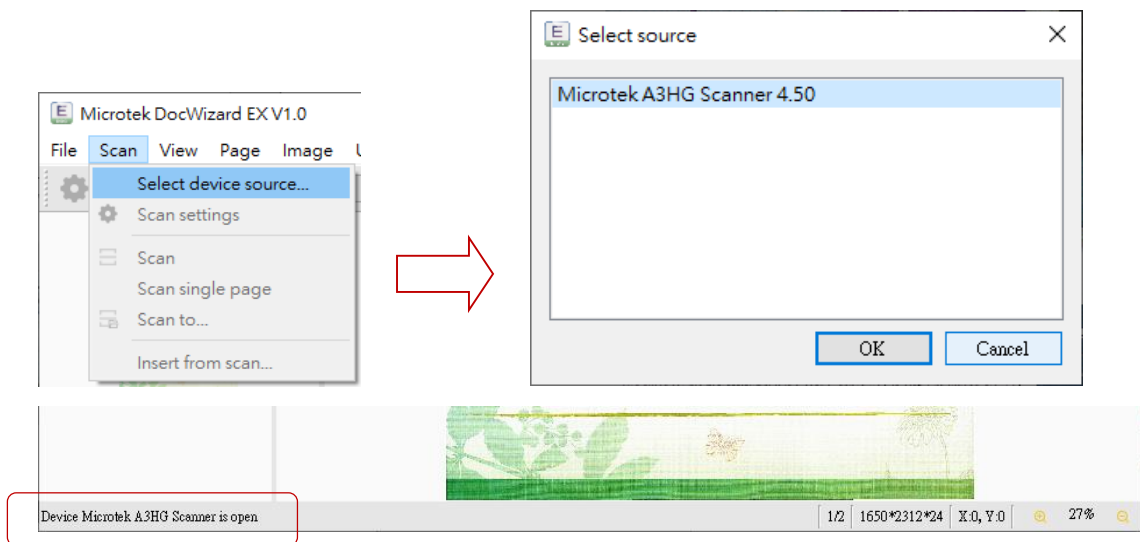 Select source
Microtek A3HG Scanner 4.50
OK Cancel
Microtek DocWizard EX V1.0
File Scan View Page Image
Select device source...
Scan settings
Scan
Scan single page
Scan to...
Insert from scan...
Device Microtek A3HG Scanner is open 1/2 1650*2312*24 X:0, Y:0 27%